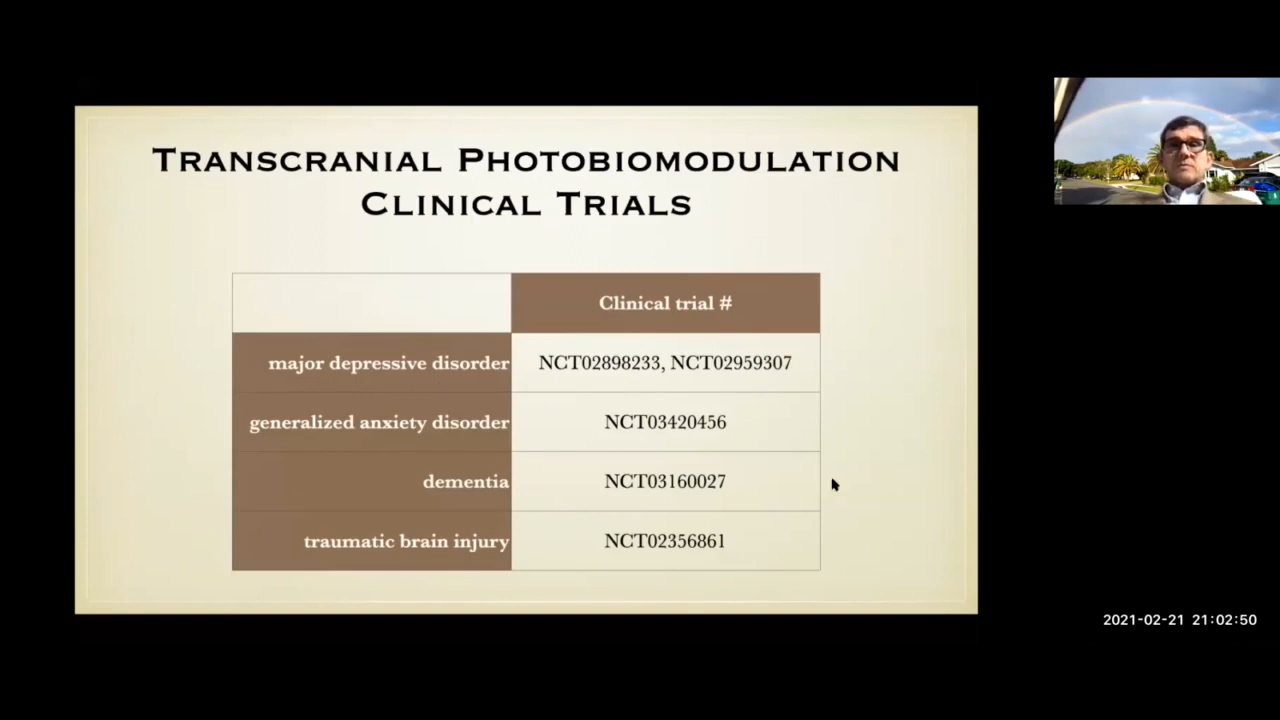 Transcranial Photobiomodulation
Clinical Trials
Clinical trial #
major depressive disorder NCT02898233, NCT02959307
generalized anxiety disorder NCT03420456
dementia NCT03160027
traumatic brain injury NCT02356861
2021-02-21 21:02:50